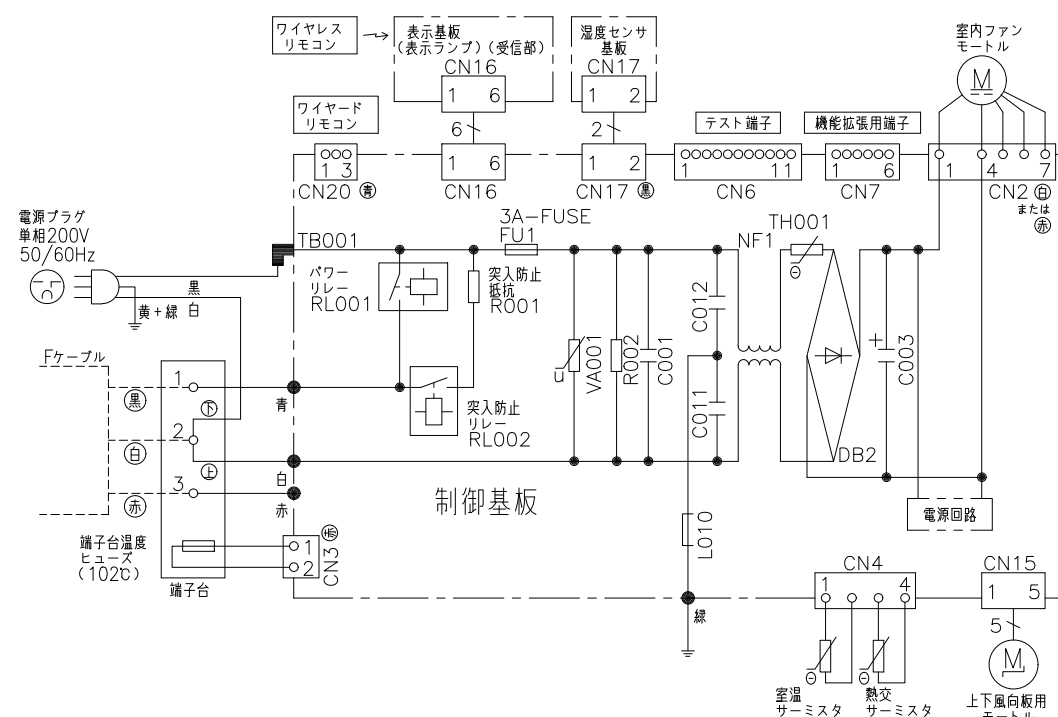 ワイヤレス
リモコン
表示基板
(表示ランプ)(受信部)
CN16
1 6
6
湿度センサ
基板
CN17
1 2
2
室内ファン
モートル
M
ワイヤード
リモコン
テスト端子
機能拡張用端子
1 3
CN20 青
1 6
CN16
1 2
CN17 黒
1 11
CN6
1 6
CN7
1 4 7
CN2 白
または
赤
電源プラグ
単相200V
50/60Hz
黒
白
黄+緑
TB001
パワー
リレー
RL001
突入防止
抵抗
R001
3A-FUSE
FU1
突入防止
リレー
RL002
u
VA001
R002
C001
C012
C011
NF1
TH001
DB2
+
C003
電源回路
Fケーブル
黒
白
赤
1
2
3
下
上
青
白
赤
制御基板
端子台温度
ヒューズ
(102℃)
端子台
1
2
CN3 赤
L010
緑
CN4
1 4
室温
サーミスタ
熱交
サーミスタ
CN15
1 5
5
M
上下風向板用
モートル